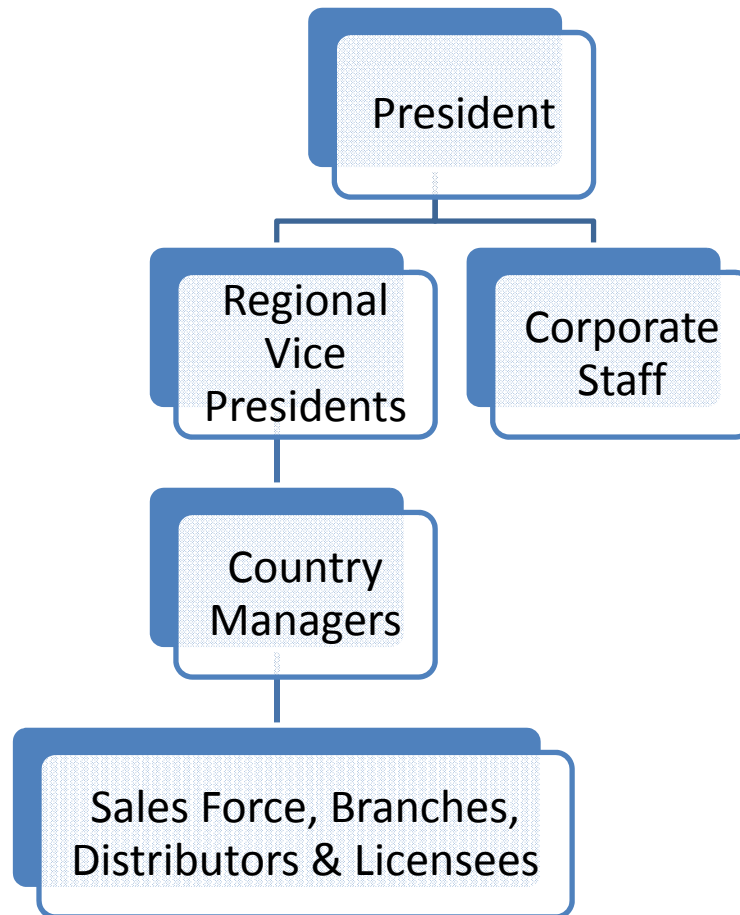 President
Regional
Vice
Presidents
Corporate
Staff
Country
Managers
Sales Force, Branches,
Distributors & Licensees